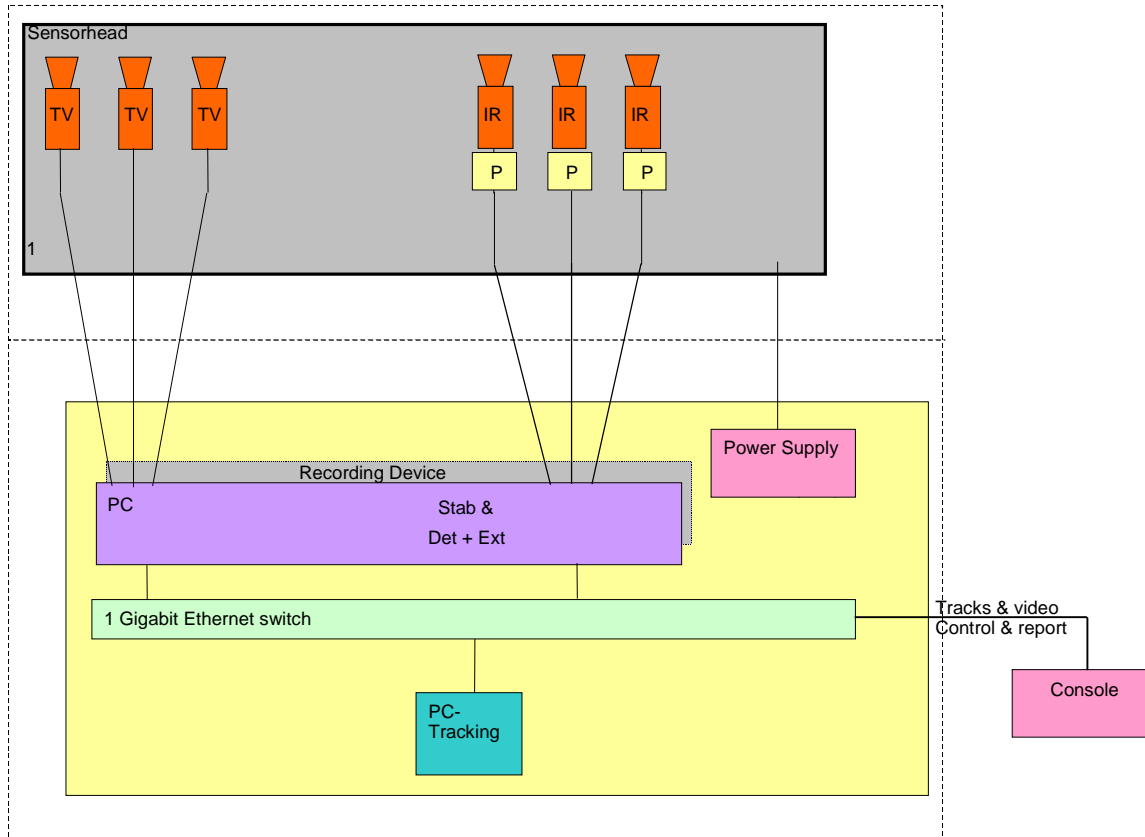 Sensorhead
TV
TV
TV
IR
IR
IR
P
P
P
1
Power Supply
Recording Device
PC
Stab &
Det + Ext
1 Gigabit Ethernet switch
Tracks & video
Control & report
PC-
Tracking
Console